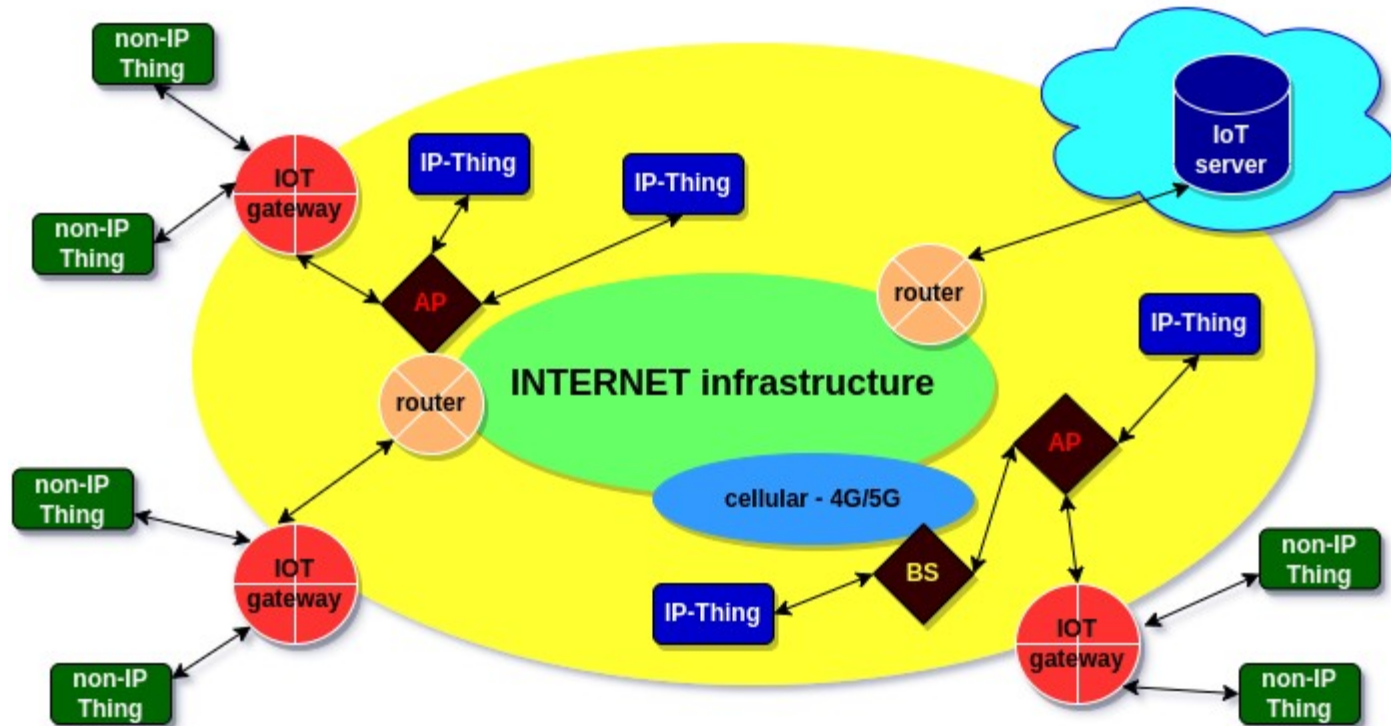 non-IP
Thing
IP-Thing
IP-Thing
IoT
server
IOT
gateway
non-IP
Thing
AP
router
IP-Thing
INTERNET infrastructure
router
AP
non-IP
Thing
cellular - 4G/5G
IOT
gateway
BS
non-IP
Thing
IP-Thing
IOT
gateway
non-IP
Thing
non-IP
Thing